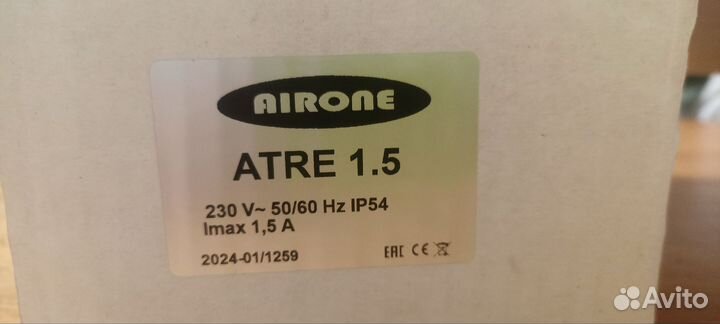 AIRONE
ATRE 1.5
230 V~ 50/60 Hz IP54
Imax 1,5 A
2024-01/1259 EAC CE
Avito